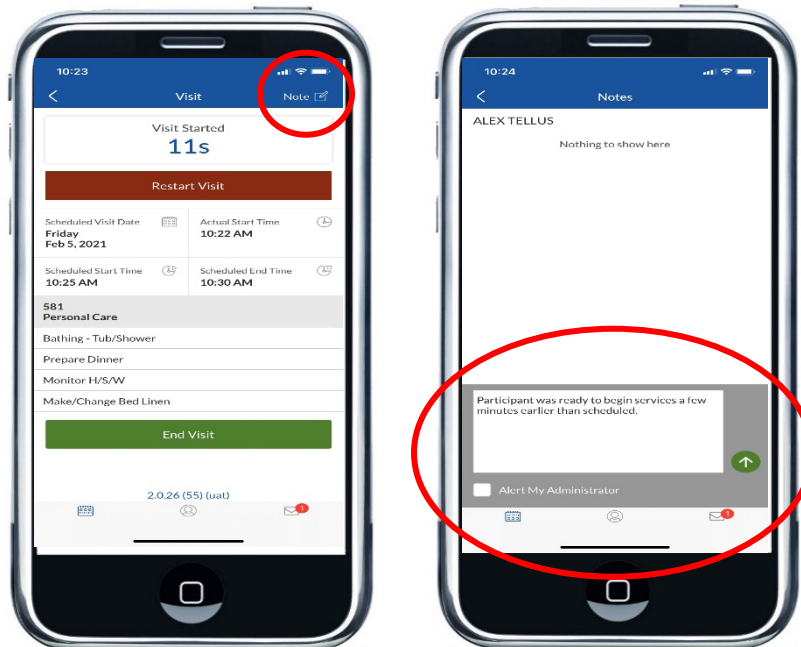 10:23
Visit
Note
Visit Started
11s
Restart Visit
Scheduled Visit Date
Friday
Feb 5, 2021
Actual Start Time
10:22 AM
Scheduled Start Time
10:25 AM
Scheduled End Time
10:30 AM
581
Personal Care
Bathing - Tub/Shower
Prepare Dinner
Monitor H/S/W
Make/Change Bed Linen
End Visit
2.0.26 (55) (uat)
1
10:24
Notes
ALEX TELLUS
Nothing to show here
Participant was ready to begin services a few
minutes earlier than scheduled.
Alert My Administrator
1